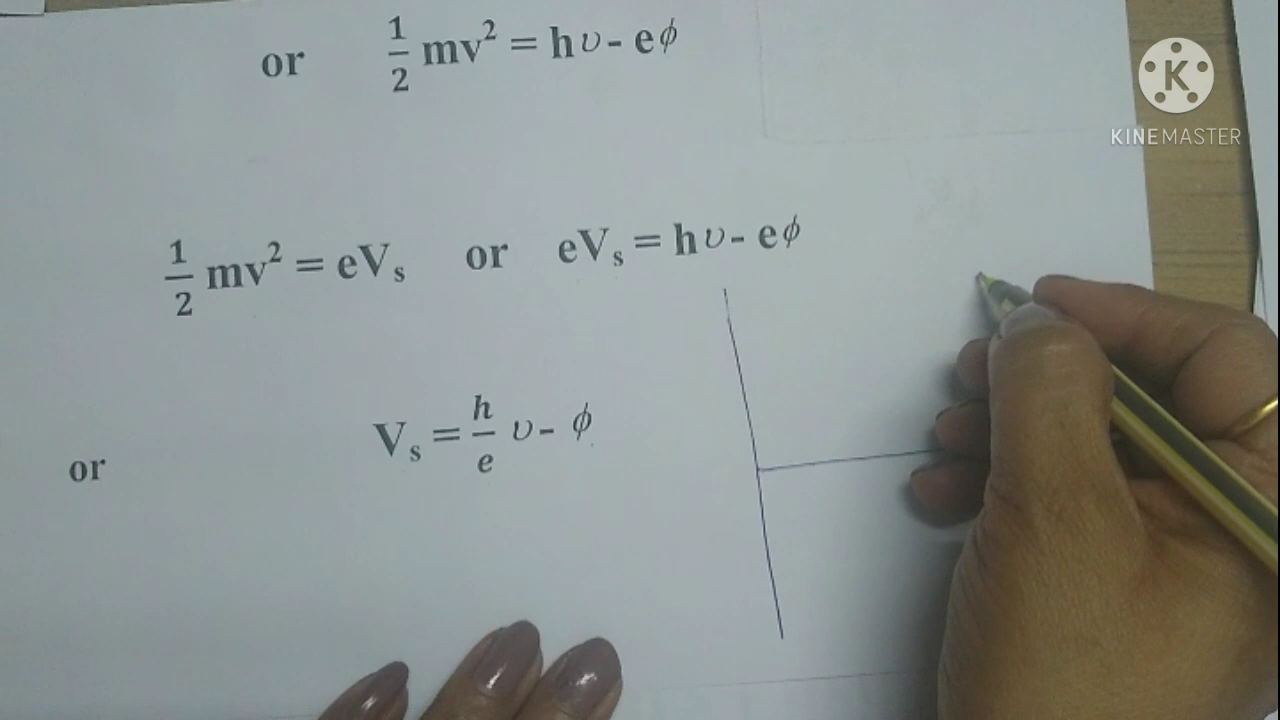 or ½ mv² = hυ - eϕ
K
KINEMASTER
½ mv² = eVₛ or eVₛ = hυ - eϕ
or Vₛ = h/e υ - ϕ